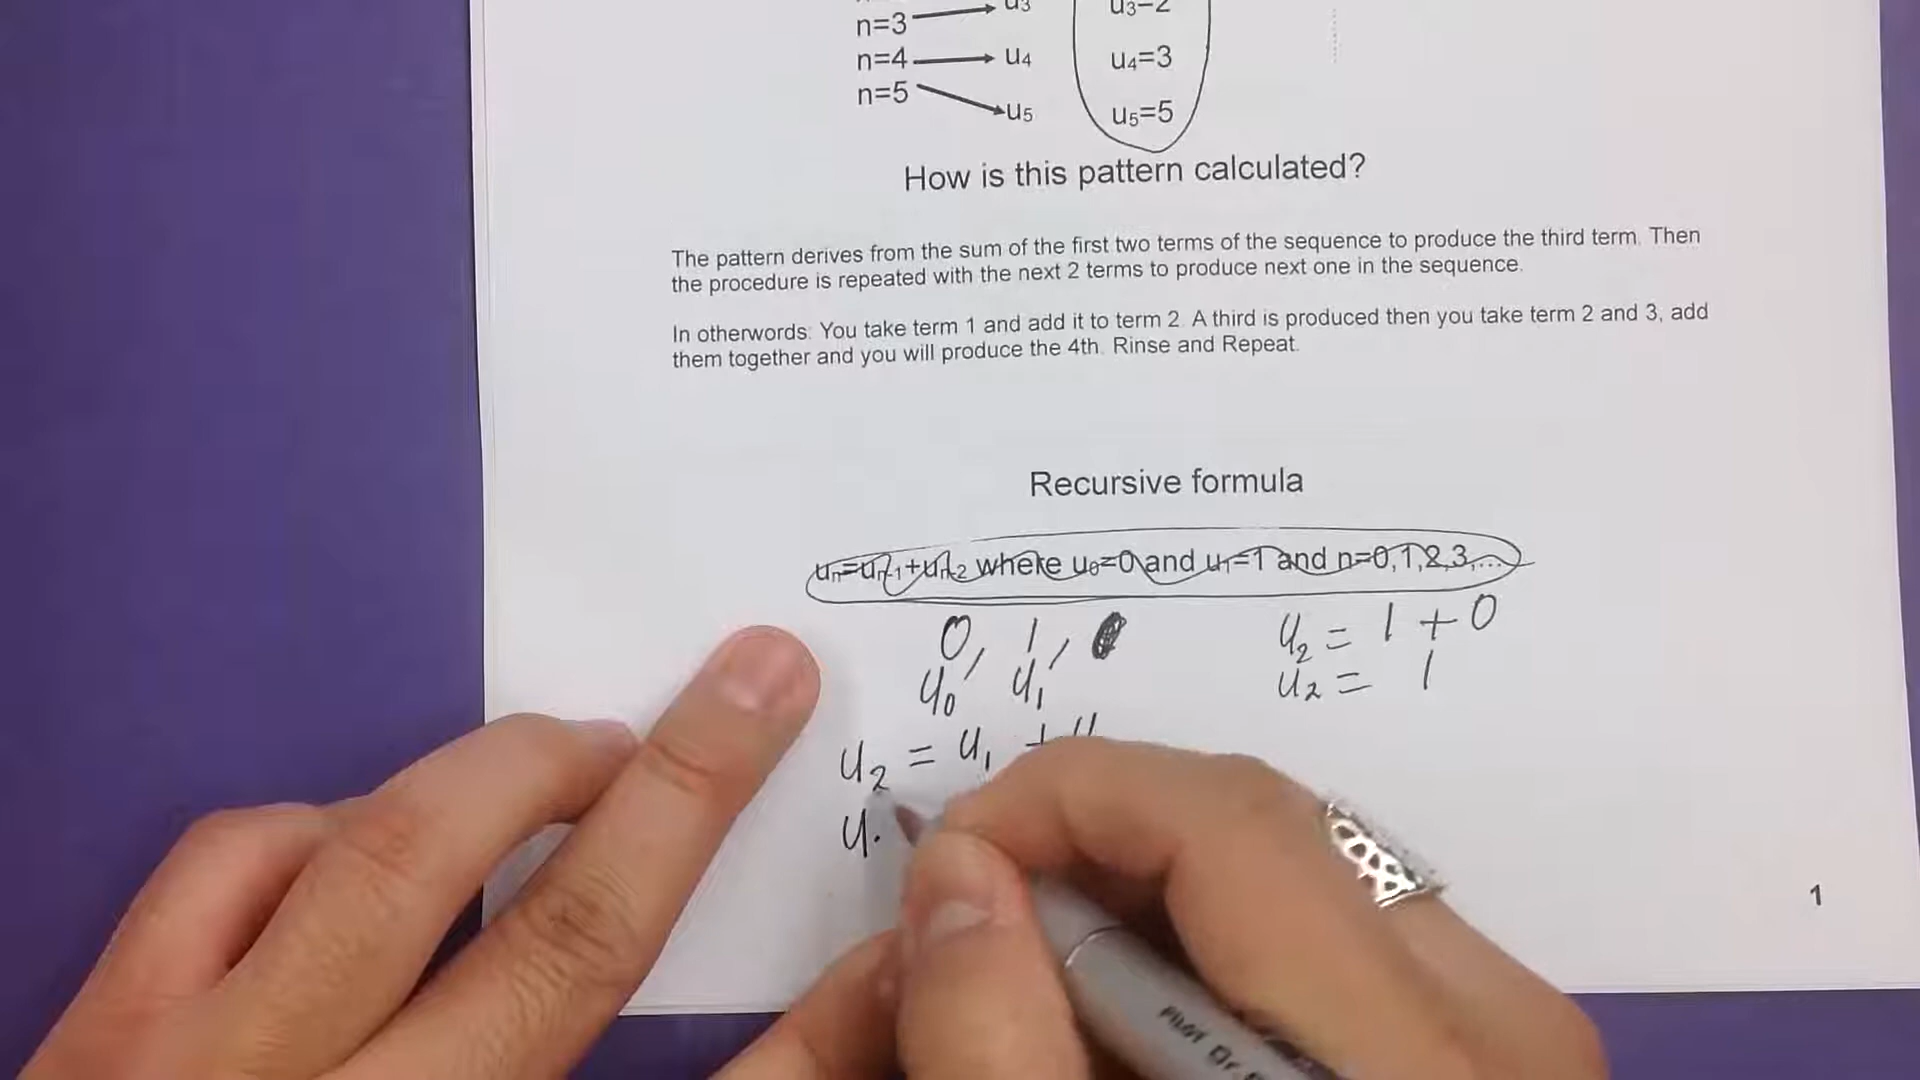 n=3 u3 u3=2
n=4 u4 u4=3
n=5 u5 u5=5
How is this pattern calculated?
The pattern derives from the sum of the first two terms of the sequence to produce the third term. Then
the procedure is repeated with the next 2 terms to produce next one in the sequence.
In otherwords: You take term 1 and add it to term 2. A third is produced then you take term 2 and 3, add
them together and you will produce the 4th. Rinse and Repeat.
Recursive formula
un=un-1+un-2 where u0=0 and u1=1 and n=0,1,2,3,...
0, 1,
u0 u1
u2 = 1 + 0
u2 = 1
u2 = u1 + u
u
1